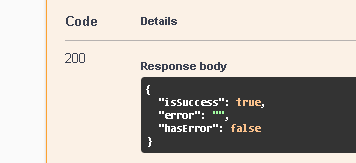 Code Details
200
Response body
{
  "isSuccess": true,
  "error": "",
  "hasError": false
}